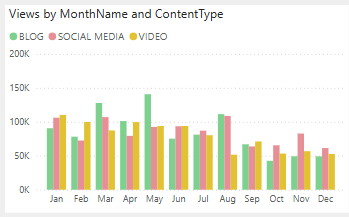 Views by MonthName and ContentType
BLOG SOCIAL MEDIA VIDEO
200K
150K
100K
50K
0K
Jan Feb Mar Apr May Jun Jul Aug Sep Oct Nov Dec